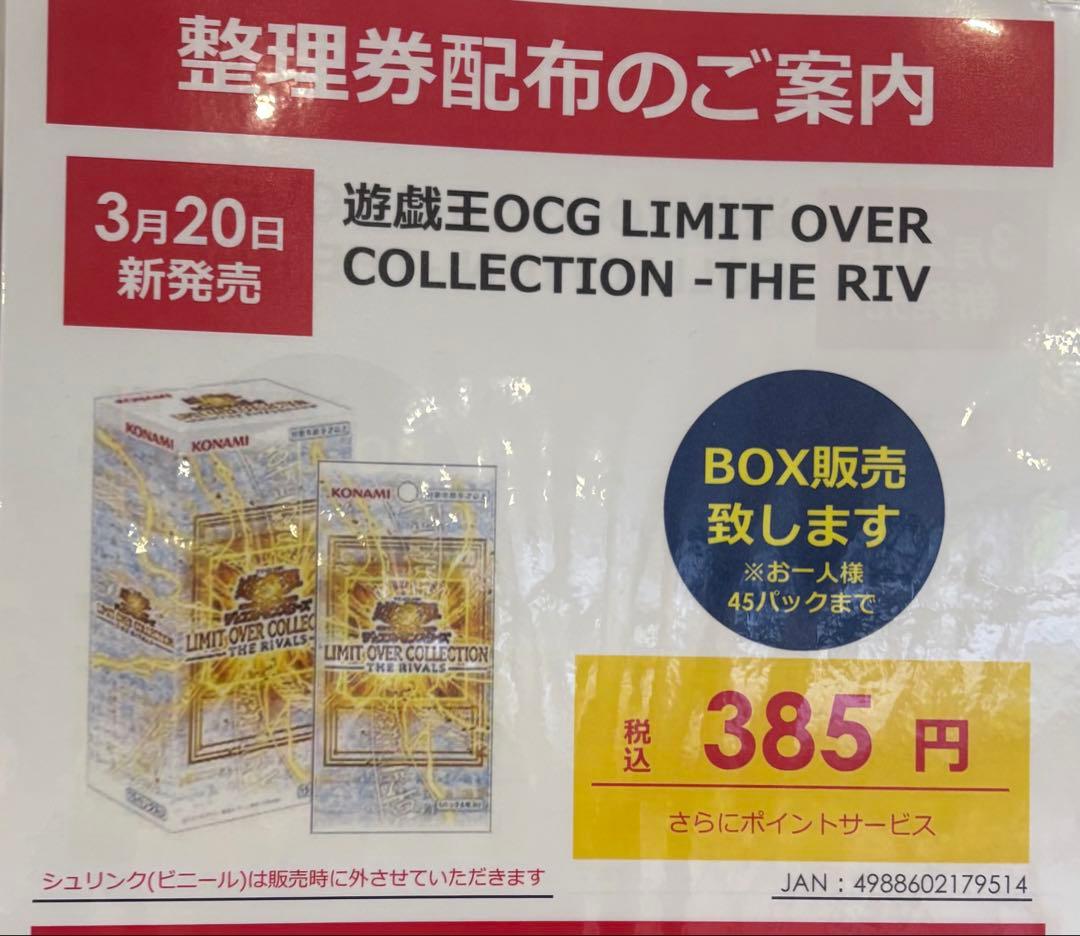 整理券配布のご案内
3月20日
新発売
遊戯王OCG LIMIT OVER
COLLECTION -THE RIV
KONAMI
KONAMI
KONAMI
LIMIT OVER COLLEC
-THE RIVALS-
LIMIT OVER COLLECTION
-THE RIVALS-
BOX販売
致します
※お一人様
45パックまで
税込
385円
さらにポイントサービス
シュリンク(ビニール)は販売時に外させていただきます
JAN：4988602179514